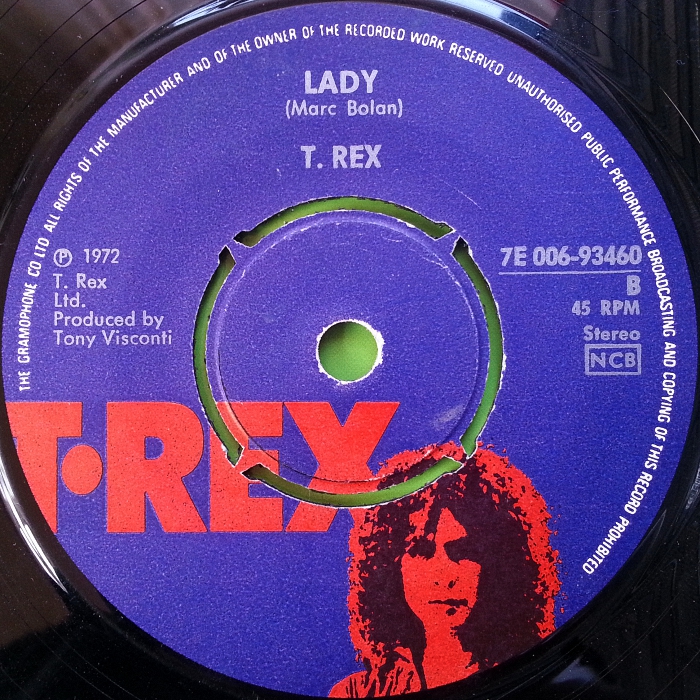 THE GRAMOPHONE CO LTD ALL RIGHTS OF THE MANUFACTURER AND OF THE OWNER OF THE RECORDED WORK RESERVED UNAUTHORISED PUBLIC PERFORMANCE BROADCASTING AND COPYING OF THIS RECORD PROHIBITED
LADY
(Marc Bolan)
T. REX
℗ 1972
T. Rex
Ltd.
Produced by
Tony Visconti
7E 006-93460
B
45 RPM
Stereo
NCB
T·REX